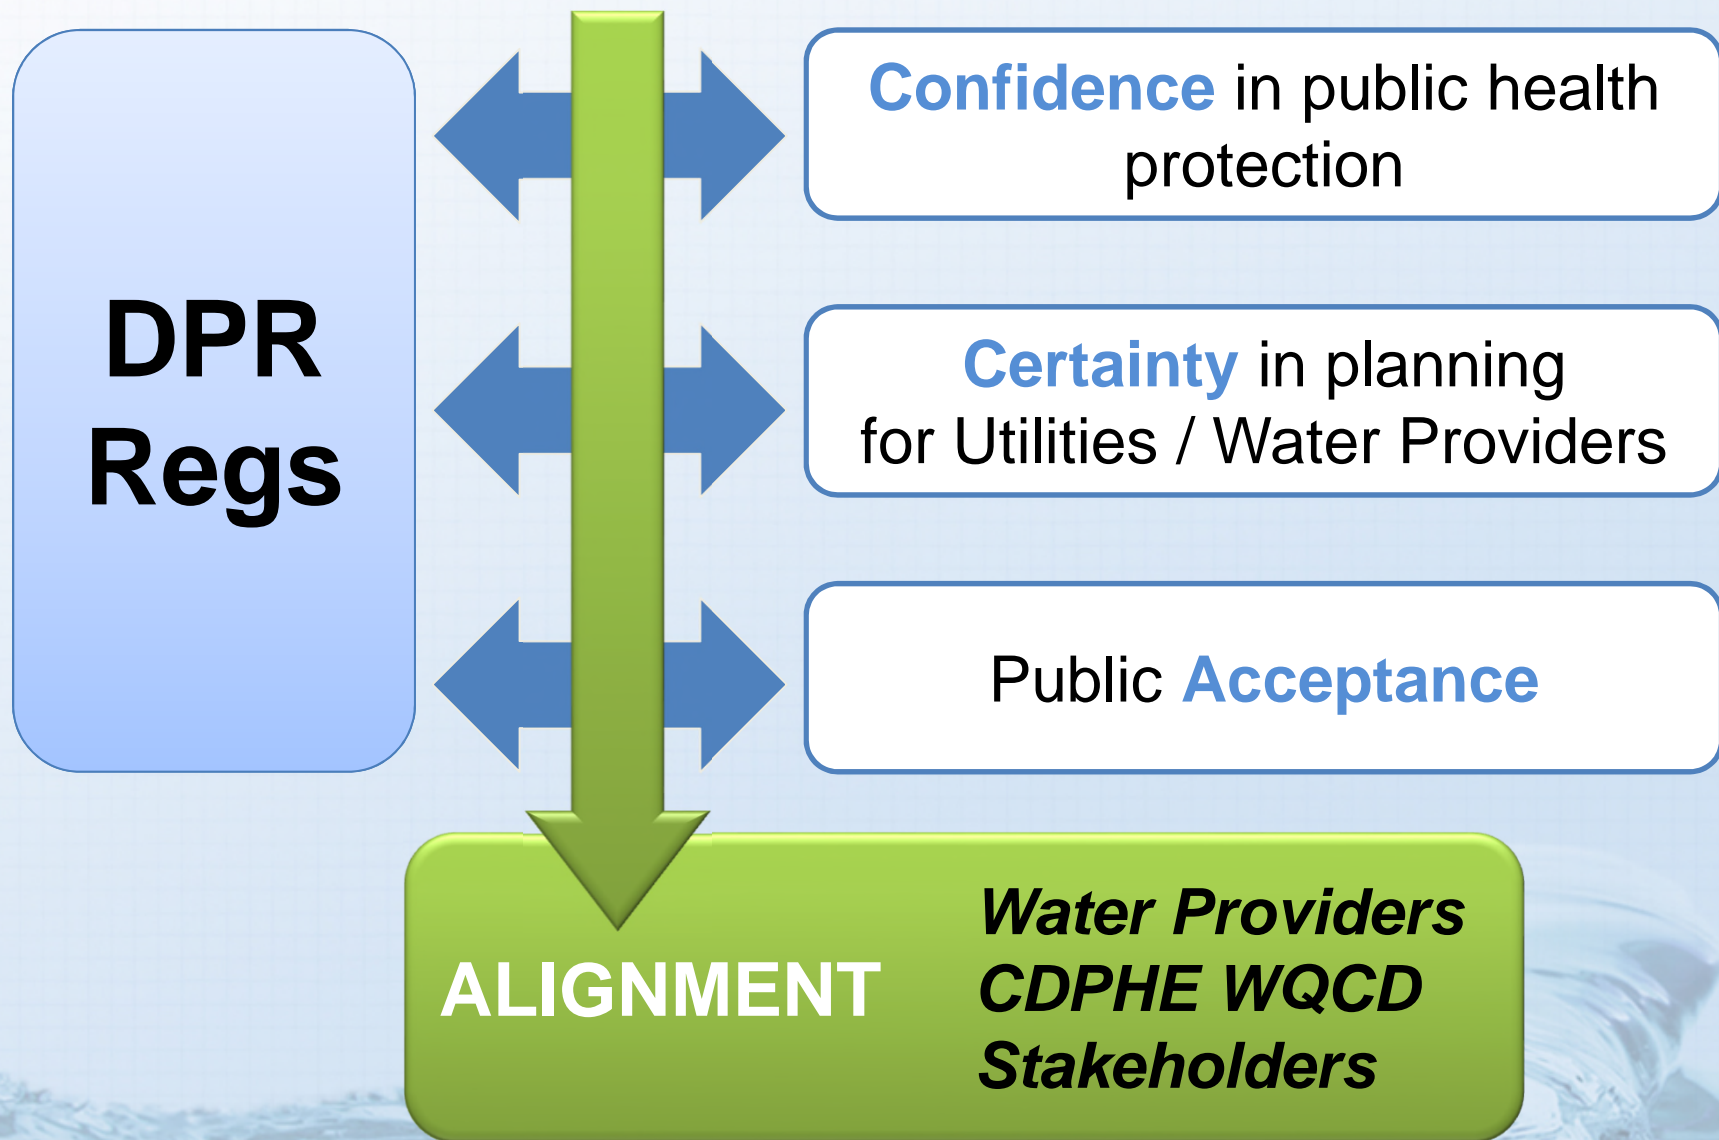 DPR
Regs
Confidence in public health
protection
Certainty in planning
for Utilities / Water Providers
Public Acceptance
ALIGNMENT
Water Providers
CDPHE WQCD
Stakeholders